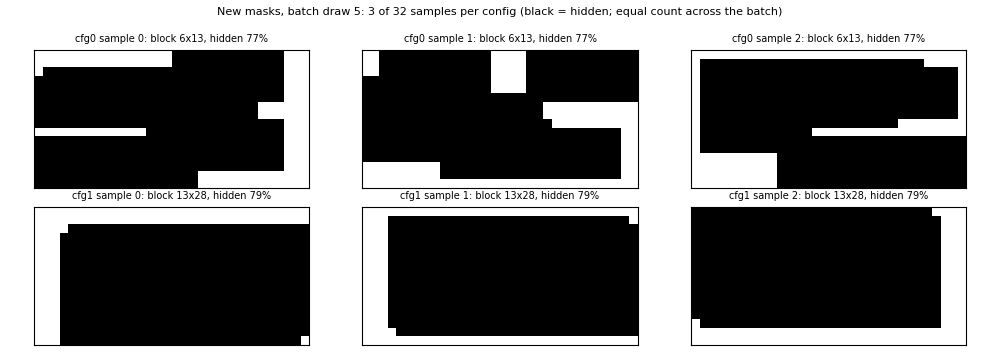 New masks, batch draw 5: 3 of 32 samples per config (black = hidden; equal count across the batch)
cfg0 sample 0: block 6x13, hidden 77%
cfg0 sample 1: block 6x13, hidden 77%
cfg0 sample 2: block 6x13, hidden 77%
cfg1 sample 0: block 13x28, hidden 79%
cfg1 sample 1: block 13x28, hidden 79%
cfg1 sample 2: block 13x28, hidden 79%